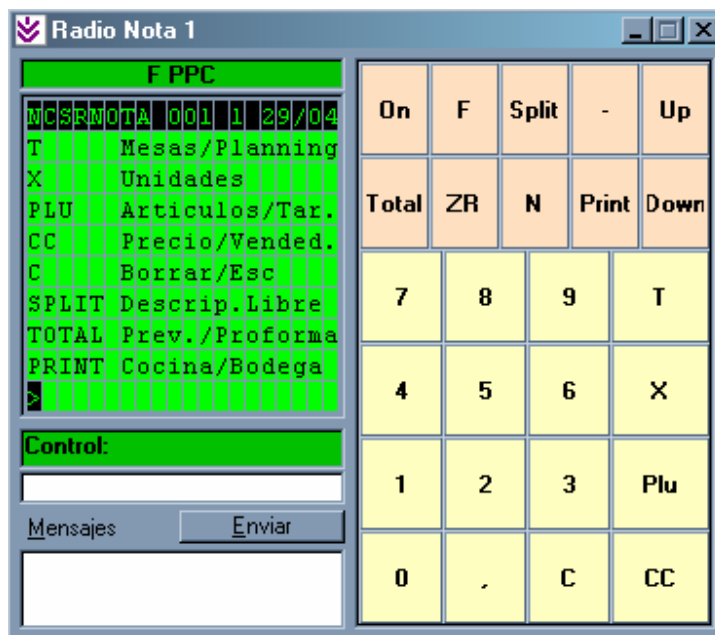 Radio Nota 1
F PPC
NCSRNOTA 001 1 29/04
T Mesas/Planning
X Unidades
PLU Articulos/Tar.
CC Precio/Vended.
C Borrar/Esc
SPLIT Descrip.Libre
TOTAL Prev./Proforma
PRINT Cocina/Bodega
>
Control:
Mensajes Enviar
On F Split - Up
Total ZR N Print Down
7 8 9 T
4 5 6 X
1 2 3 Plu
0 , C CC